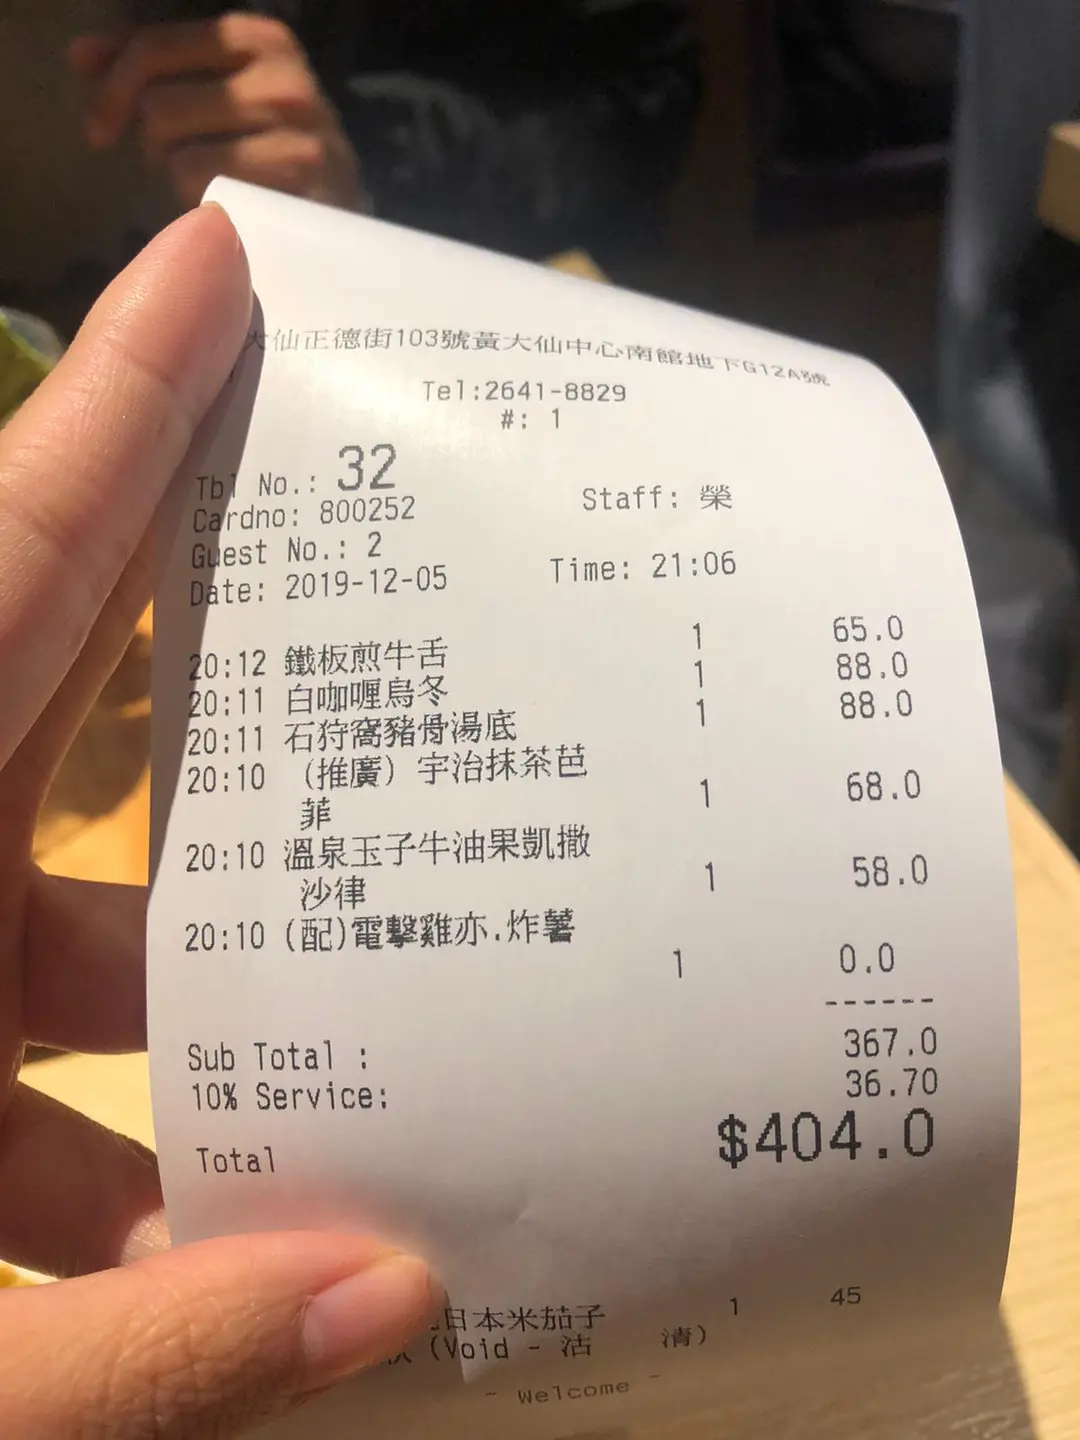 大仙正德街103號黃大仙中心南館地下G12A號
Tel:2641-8829
#: 1
Tbl No.: 32
Cardno: 800252 Staff: 榮
Guest No.: 2
Date: 2019-12-05 Time: 21:06
20:12 鐵板煎牛舌 1 65.0
20:11 白咖喱烏冬 1 88.0
20:11 石狩窩豬骨湯底 1 88.0
20:10 (推廣) 宇治抹茶芭
菲 1 68.0
20:10 溫泉玉子牛油果凱撒
沙律 1 58.0
20:10 (配)電擊雞亦.炸薯
1 0.0
------
Sub Total : 367.0
10% Service: 36.70
Total $404.0
日本米茄子 1 45
(Void - 沽 清)
- Welcome -